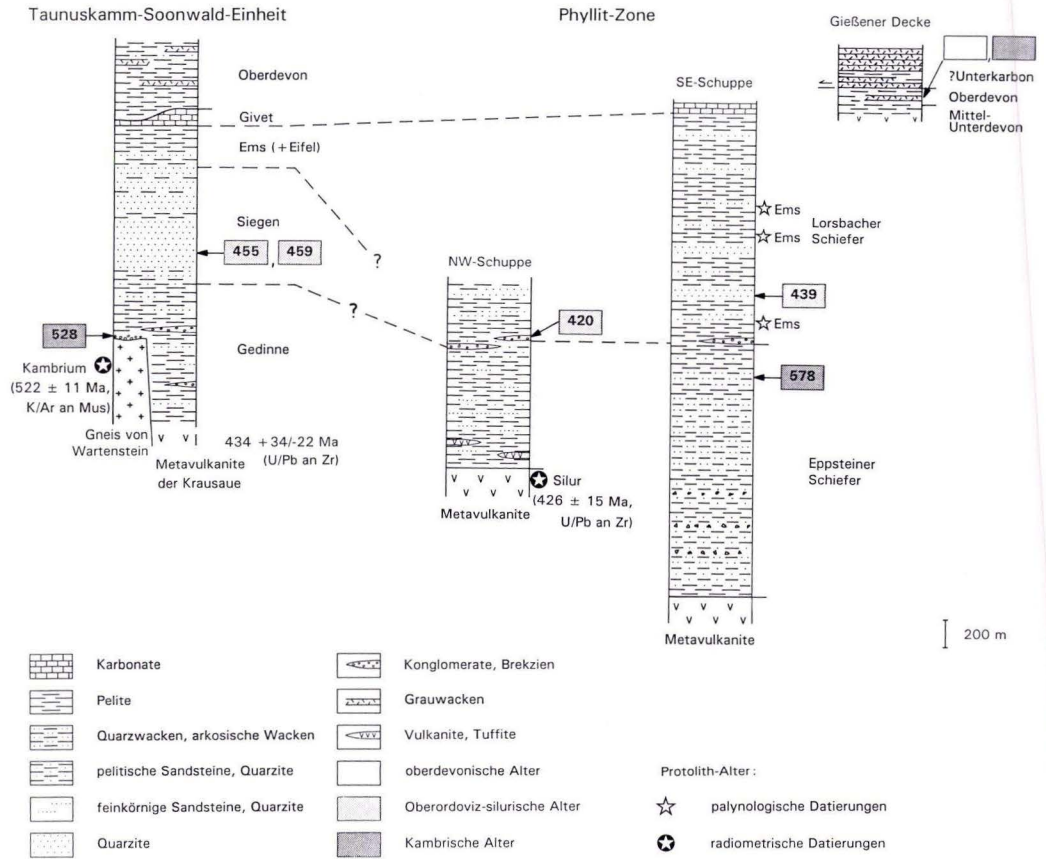 Taunuskamm-Soonwald-Einheit
Phyllit-Zone
Gießener Decke
?Unterkarbon
Oberdevon
Mittel-
Unterdevon
SE-Schuppe
Oberdevon
Givet
Ems (+Eifel)
Siegen
455 , 459
?
?
Gedinne
528
Kambrium
(522 ± 11 Ma,
K/Ar an Mus)
Gneis von
Wartenstein
434 +34/-22 Ma
(U/Pb an Zr)
Metavulkanite
der Krausaue
NW-Schuppe
420
Silur
(426 ± 15 Ma,
U/Pb an Zr)
Metavulkanite
Ems
Ems
Lorsbacher
Schiefer
439
Ems
578
Eppsteiner
Schiefer
Metavulkanite
200 m
Karbonate
Pelite
Quarzwacken, arkosische Wacken
pelitische Sandsteine, Quarzite
feinkörnige Sandsteine, Quarzite
Quarzite
Konglomerate, Brekzien
Grauwacken
Vulkanite, Tuffite
oberdevonische Alter
Oberordoviz-silurische Alter
Kambrische Alter
Protolith-Alter:
palynologische Datierungen
radiometrische Datierungen